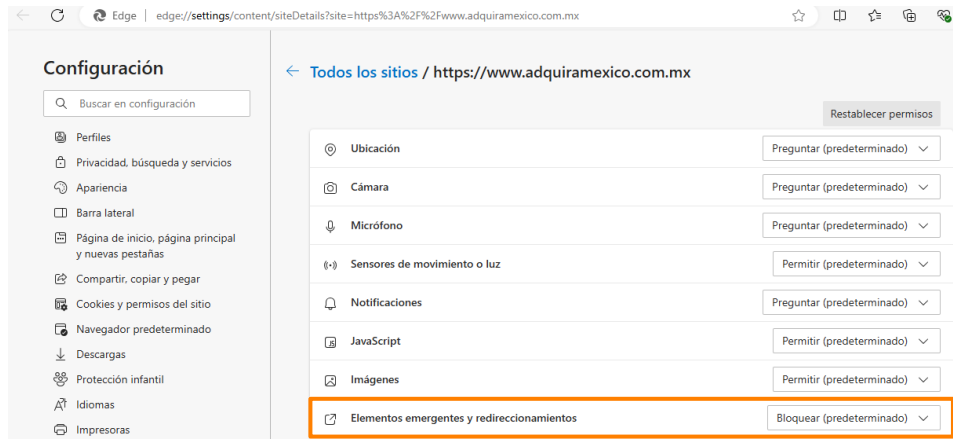 Edge
edge://settings/content/siteDetails?site=https%3A%2F%2Fwww.adquiramexico.com.mx
Configuración
Buscar en configuración
Perfiles
Privacidad, búsqueda y servicios
Apariencia
Barra lateral
Página de inicio, página principal
y nuevas pestañas
Compartir, copiar y pegar
Cookies y permisos del sitio
Navegador predeterminado
Descargas
Protección infantil
Idiomas
Impresoras
Todos los sitios / https://www.adquiramexico.com.mx
Restablecer permisos
Ubicación Preguntar (predeterminado)
Cámara Preguntar (predeterminado)
Micrófono Preguntar (predeterminado)
Sensores de movimiento o luz Permitir (predeterminado)
Notificaciones Preguntar (predeterminado)
JavaScript Permitir (predeterminado)
Imágenes Permitir (predeterminado)
Elementos emergentes y redireccionamientos Bloquear (predeterminado)